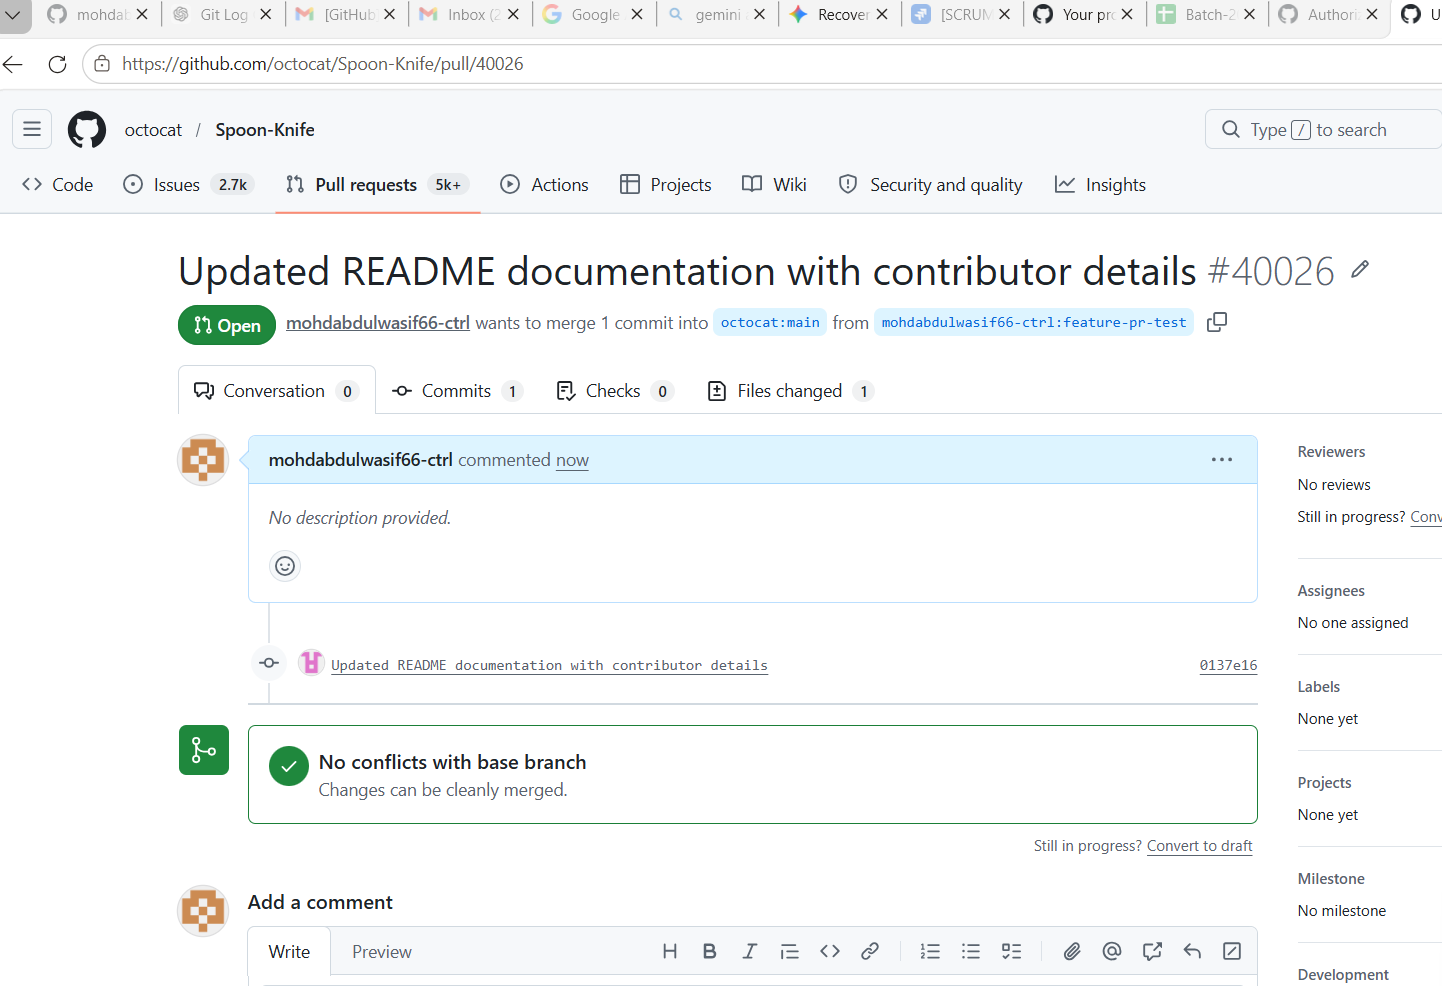 mohdab
Git Log
[GitHub
Inbox (2
Google
gemini
Recover
[SCRUM
Your pr
Batch-2
Authori
U
https://github.com/octocat/Spoon-Knife/pull/40026
octocat / Spoon-Knife
Type / to search
Code
Issues 2.7k
Pull requests 5k+
Actions
Projects
Wiki
Security and quality
Insights
Updated README documentation with contributor details #40026
Open mohdabdulwasif66-ctrl wants to merge 1 commit into octocat:main from mohdabdulwasif66-ctrl:feature-pr-test
Conversation 0
Commits 1
Checks 0
Files changed 1
mohdabdulwasif66-ctrl commented now
No description provided.
Updated README documentation with contributor details 0137e16
No conflicts with base branch
Changes can be cleanly merged.
Still in progress? Convert to draft
Add a comment
Write
Preview
Reviewers
No reviews
Still in progress? Conv
Assignees
No one assigned
Labels
None yet
Projects
None yet
Milestone
No milestone
Development